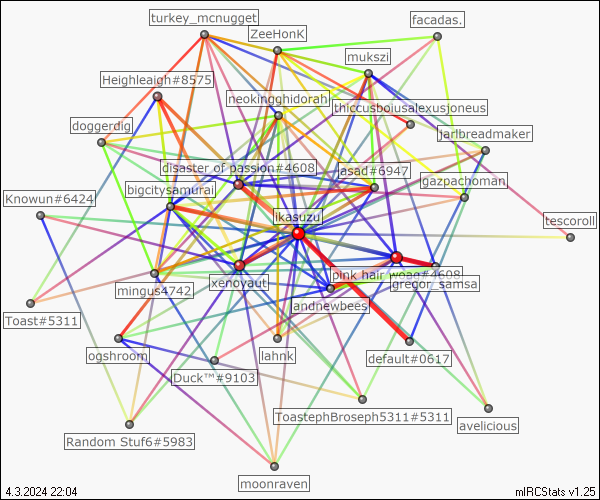 turkey_mcnugget
facadas.
ZeeHonK
mukszi
Heighleaigh#8575
neokingghidorah
thiccusboiusalexusjoneus
doggerdig
jarlbreadmaker
disaster of passion#4608
asad#6947
bigcitysamurai
gazpachoman
Knowun#6424
ikasuzu
tescoroll
pink hair woao#4608
xenoyaut
gregor_samsa
mingus4742
andnewbees
Toast#5311
ogshroom
lahnk
default#0617
Duck™#9103
ToastephBroseph5311#5311
avelicious
Random Stuf6#5983
moonraven
4.3.2024 22:04
mIRCStats v1.25